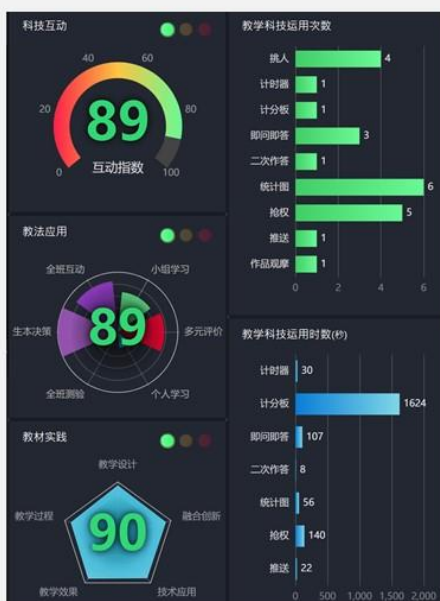 科技互动
40
60
20
80
89
0
互动指数
100
教法应用
全班互动
小组学习
生本决策
89
多元评价
全班测验
个人学习
教材实践
教学设计
教学过程
融合创新
90
教学效果
技术应用
教学科技运用次数
挑人 4
计时器 1
计分板 1
即问即答 3
二次作答 1
统计图 6
抢权 5
推送 1
作品观摩 1
0 2 4 6
教学科技运用时数(秒)
计时器 30
计分板 1624
即问即答 107
二次作答 8
统计图 56
抢权 140
推送 22
0 500 1,000 1,500 2,000